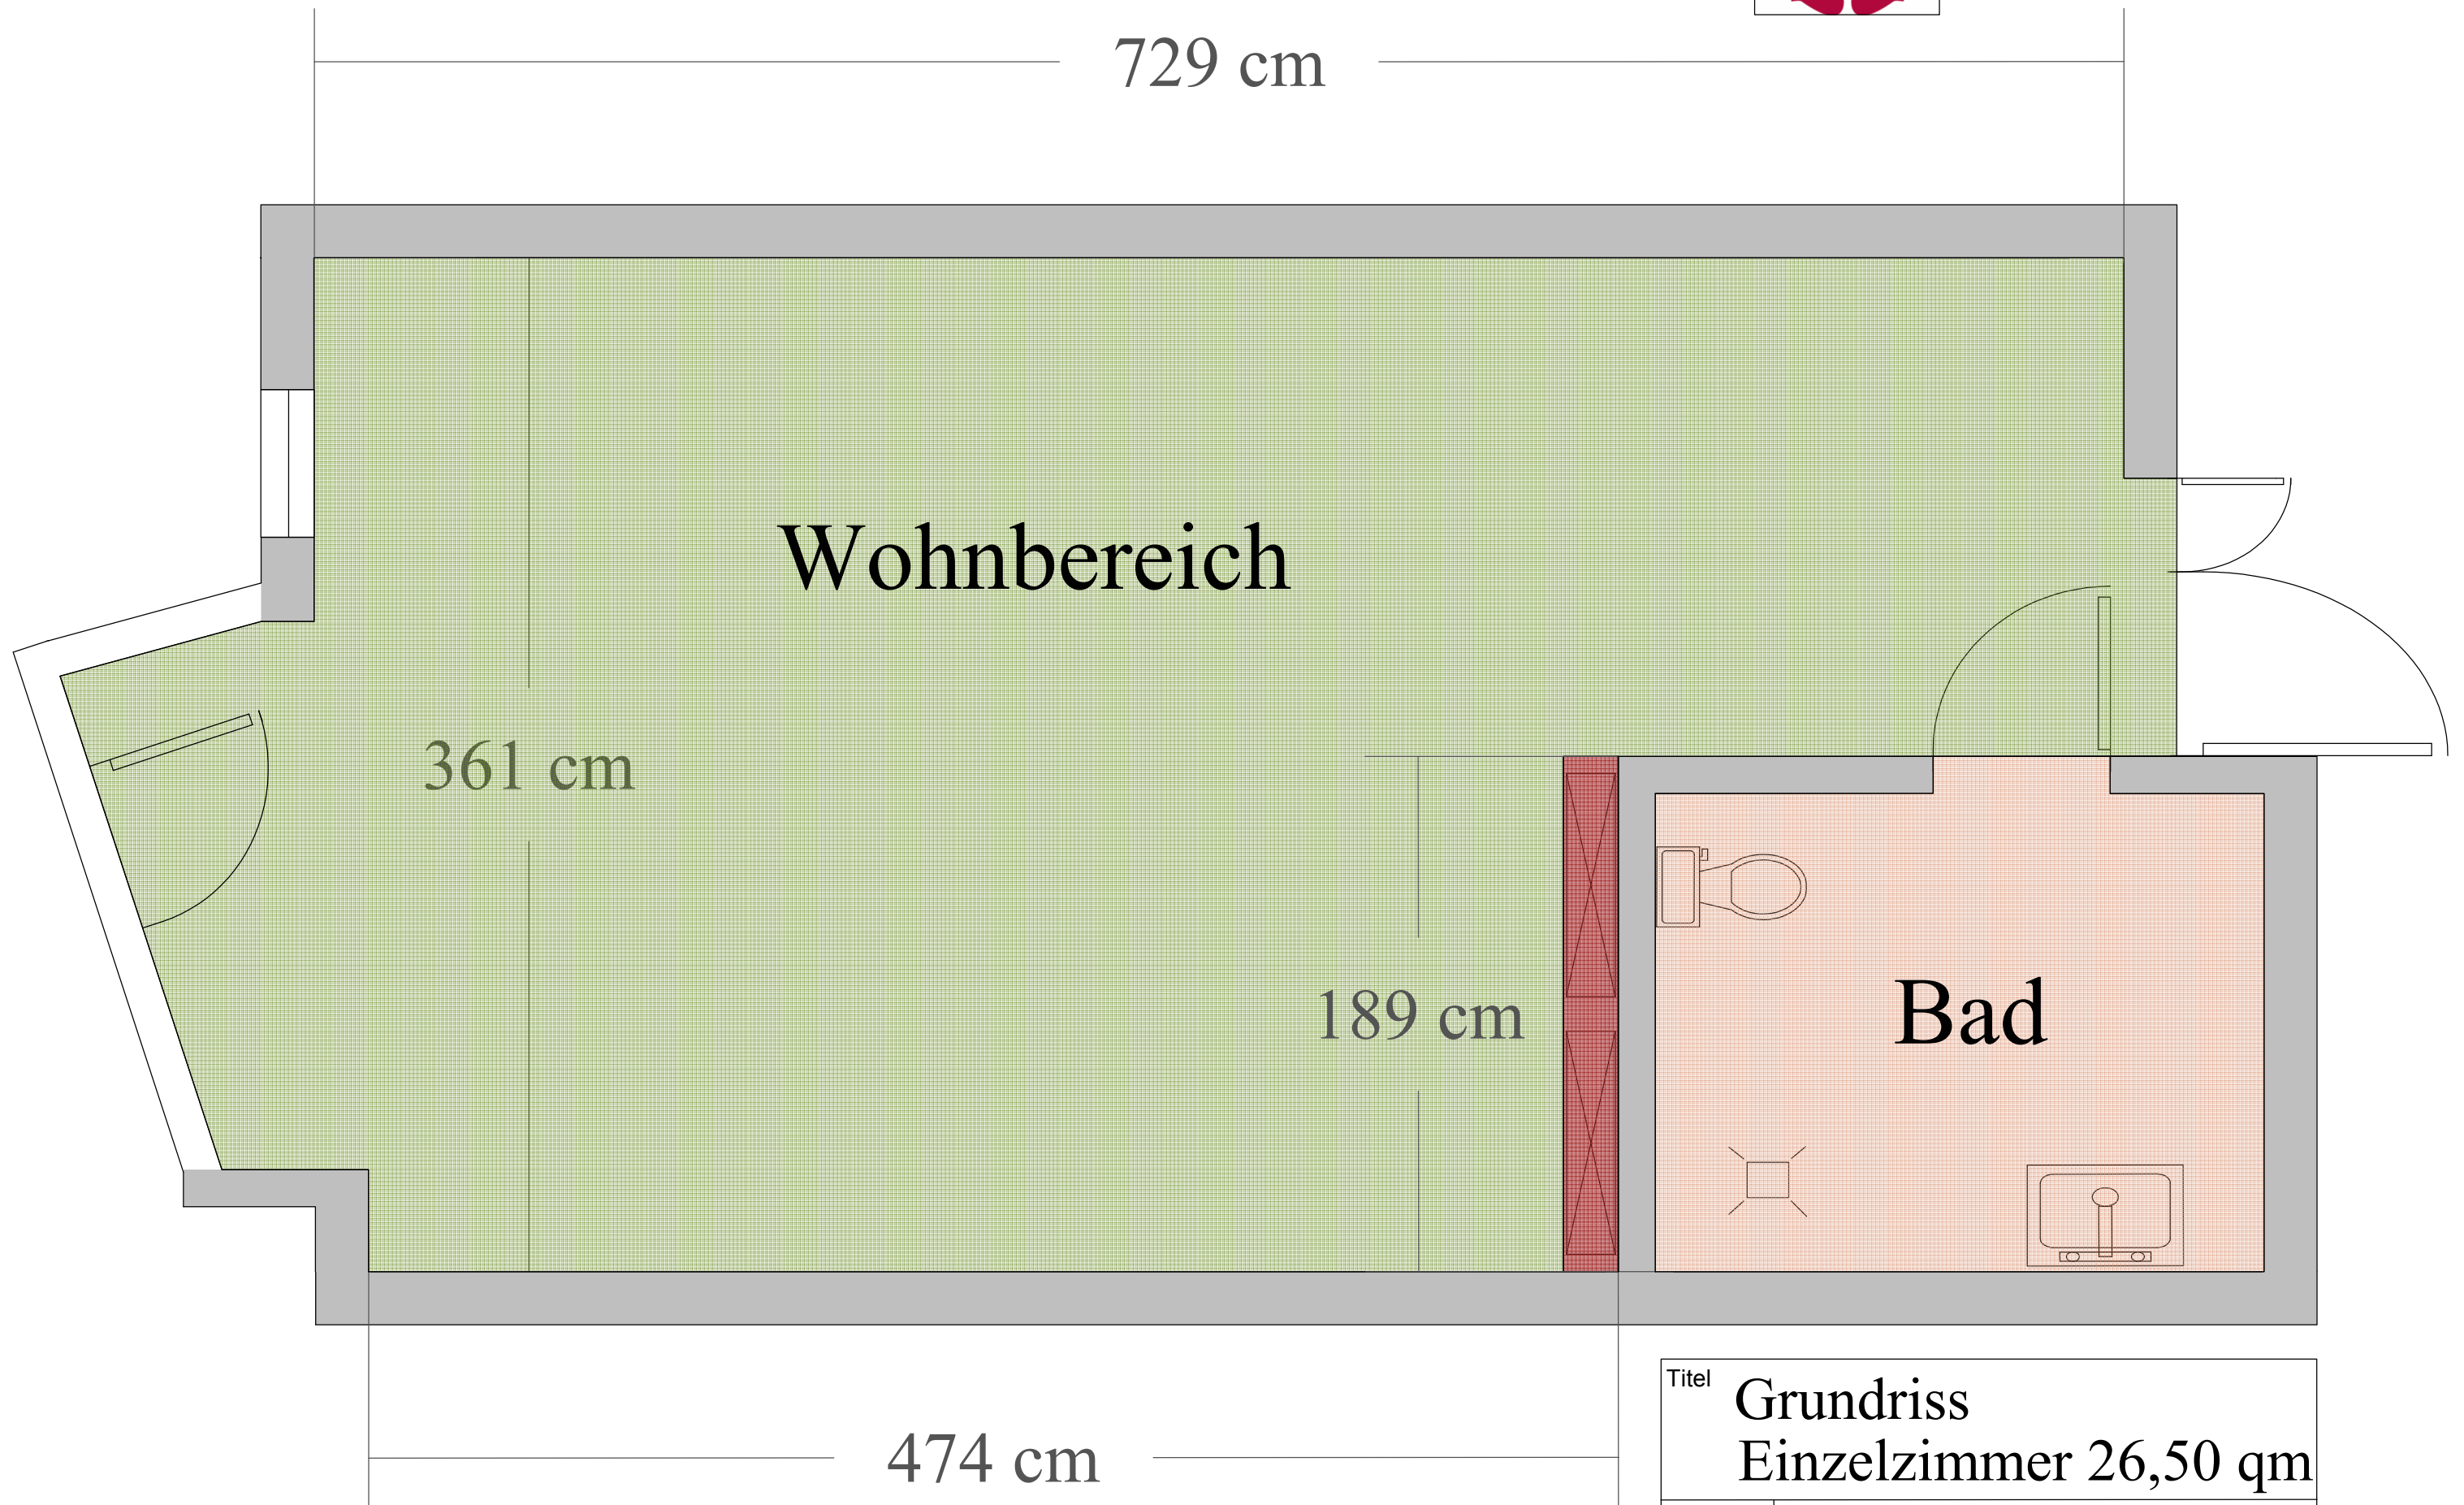 729 cm
Wohnbereich
361 cm
189 cm
Bad
474 cm
Titel
Grundriss
Einzelzimmer 26,50 qm